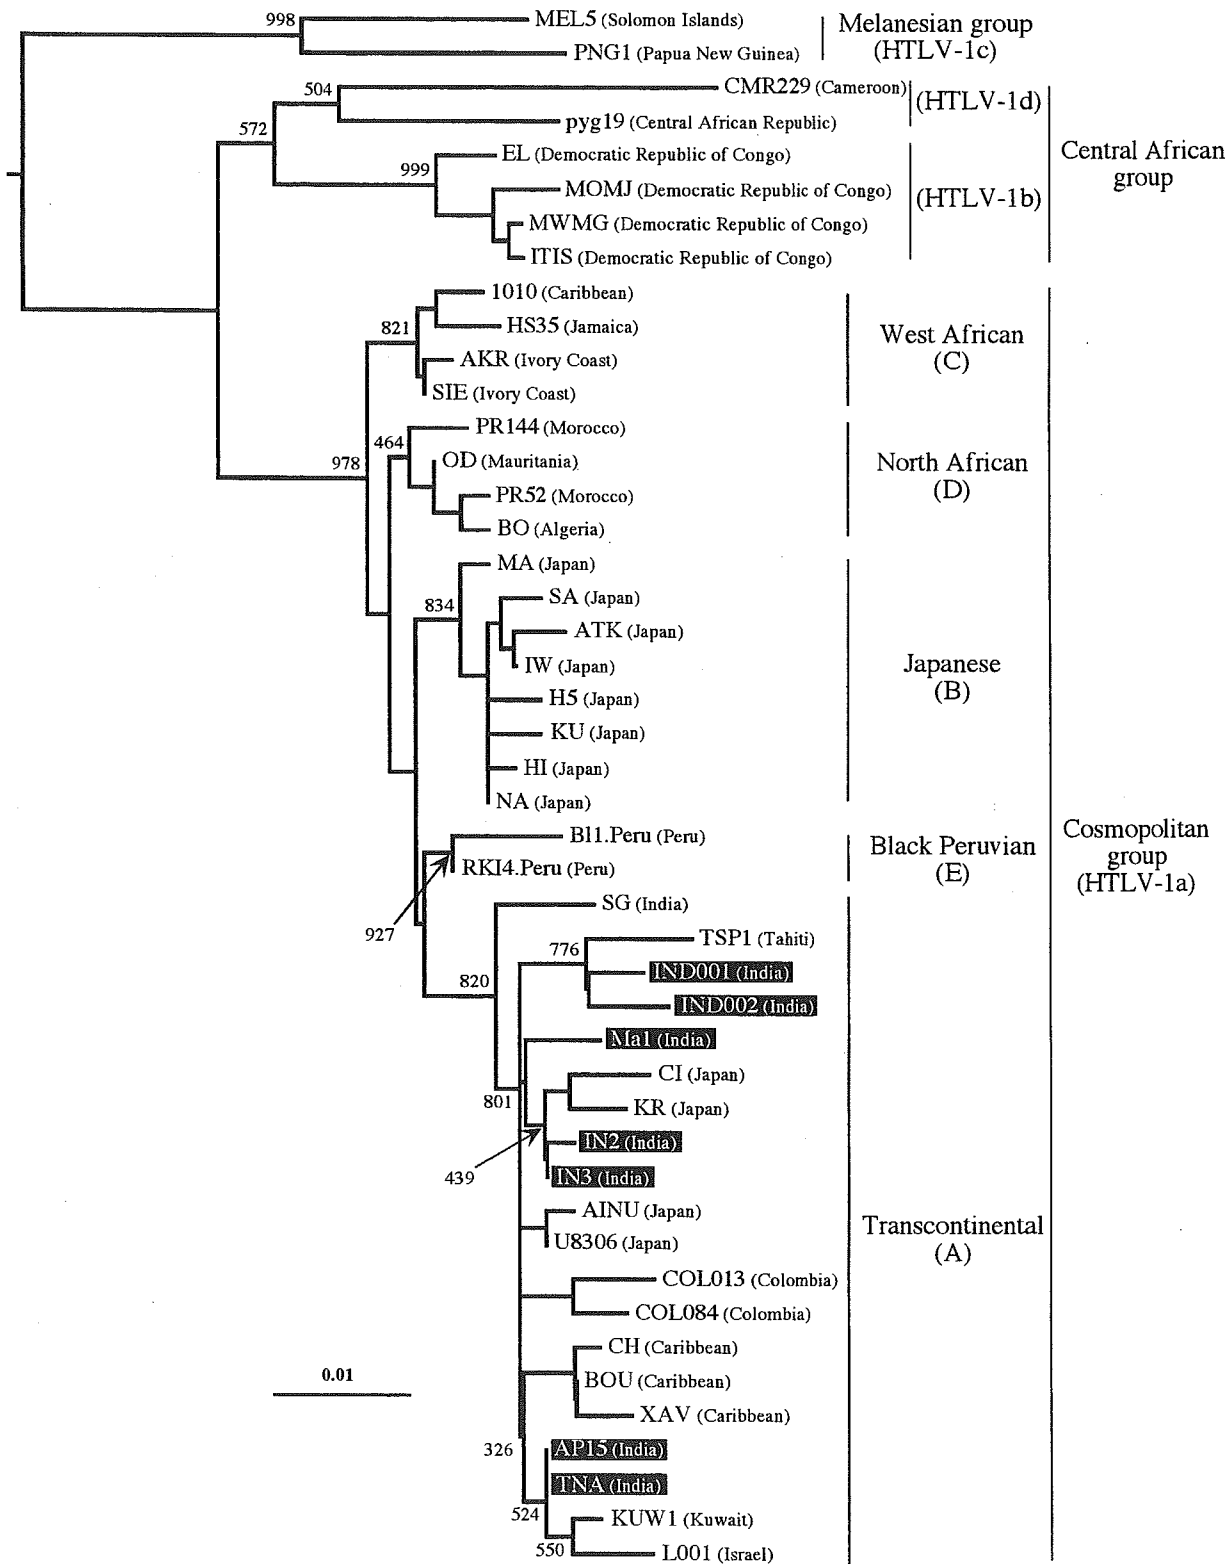 998
MEL5 (Solomon Islands)
PNG1 (Papua New Guinea)
Melanesian group
(HTLV-1c)
504
CMR229 (Cameroon)
(HTLV-1d)
572
pyg19 (Central African Republic)
EL (Democratic Republic of Congo)
999
MOMJ (Democratic Republic of Congo)
(HTLV-1b)
MWMG (Democratic Republic of Congo)
ITIS (Democratic Republic of Congo)
Central African
group
1010 (Caribbean)
821
HS35 (Jamaica)
AKR (Ivory Coast)
SIE (Ivory Coast)
West African
(C)
PR144 (Morocco)
464
978
OD (Mauritania)
PR52 (Morocco)
BO (Algeria)
North African
(D)
MA (Japan)
834
SA (Japan)
ATK (Japan)
IW (Japan)
H5 (Japan)
KU (Japan)
HI (Japan)
NA (Japan)
Japanese
(B)
Bl1.Peru (Peru)
RKI4.Peru (Peru)
927
Black Peruvian
(E)
Cosmopolitan
group
(HTLV-1a)
SG (India)
820
776
TSP1 (Tahiti)
IND001 (India)
IND002 (India)
Ma1 (India)
801
CI (Japan)
KR (Japan)
IN2 (India)
439
IN3 (India)
AINU (Japan)
U8306 (Japan)
Transcontinental
(A)
COL013 (Colombia)
COL084 (Colombia)
CH (Caribbean)
BOU (Caribbean)
XAV (Caribbean)
0.01
326
AP15 (India)
TNA (India)
524
KUW1 (Kuwait)
550
L001 (Israel)